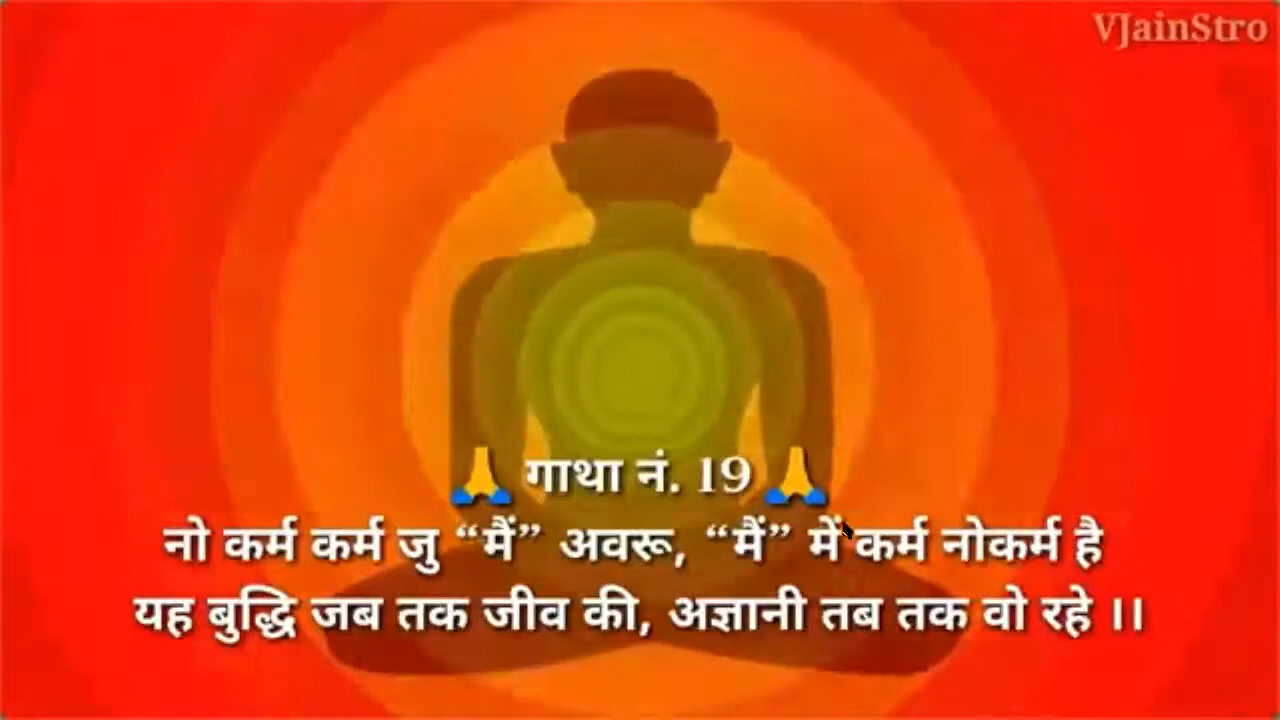 VJainStro
🙏 गाथा नं. 19 🙏
नो कर्म कर्म जु “मैं” अवरू, “मैं” में कर्म नोकर्म है
यह बुद्धि जब तक जीव की, अज्ञानी तब तक वो रहे ।।